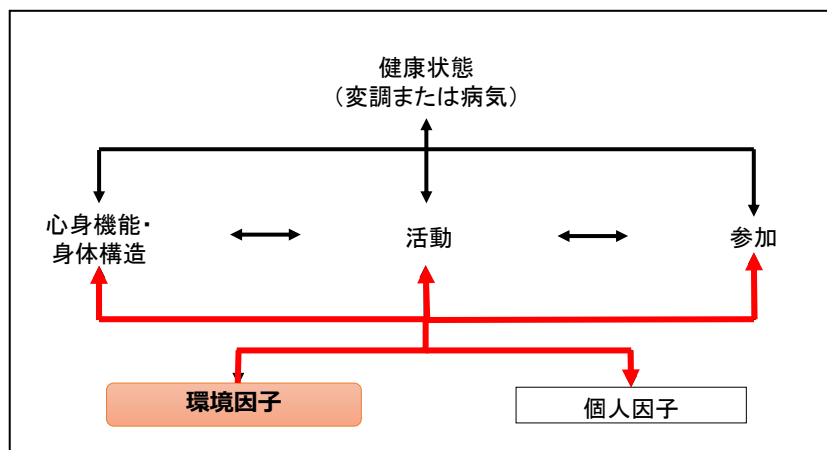 健康状態
（変調または病気）
心身機能・
身体構造
活動
参加
環境因子
個人因子